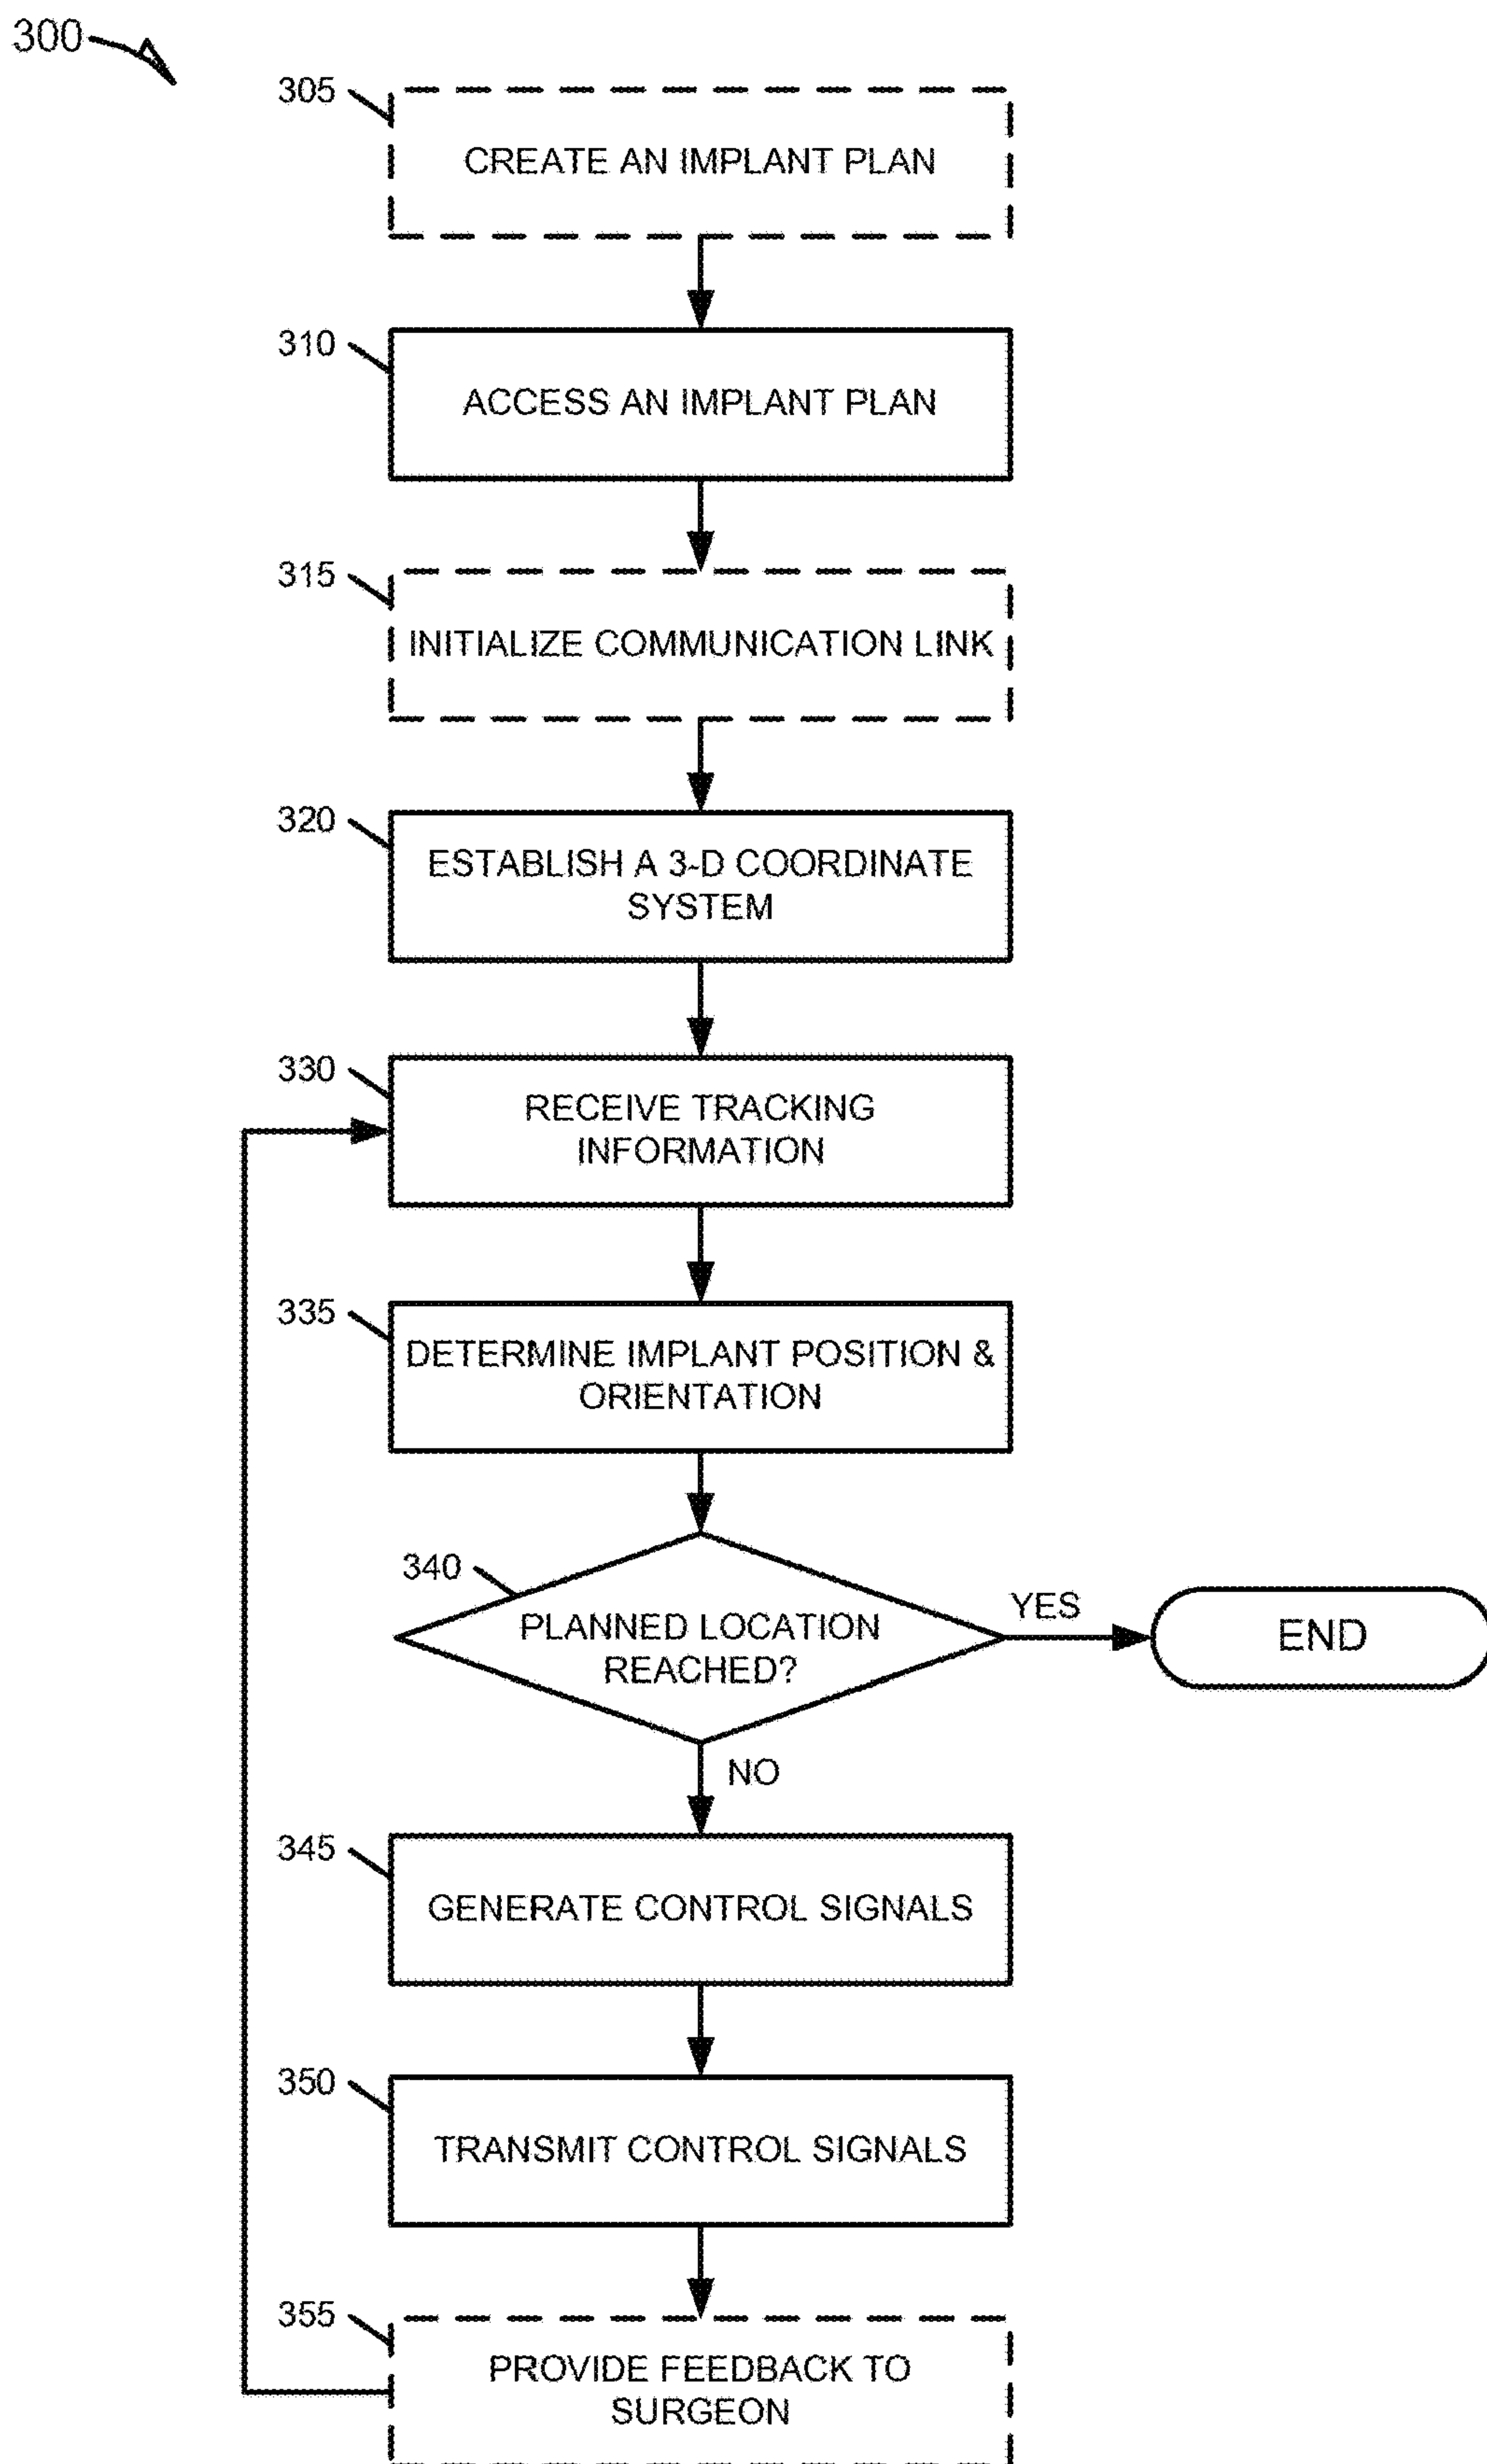 300
305
CREATE AN IMPLANT PLAN
310
ACCESS AN IMPLANT PLAN
315
INITIALIZE COMMUNICATION LINK
320
ESTABLISH A 3-D COORDINATE
SYSTEM
330
RECEIVE TRACKING
INFORMATION
335
DETERMINE IMPLANT POSITION &
ORIENTATION
340
PLANNED LOCATION
REACHED?
YES
END
NO
345
GENERATE CONTROL SIGNALS
350
TRANSMIT CONTROL SIGNALS
355
PROVIDE FEEDBACK TO
SURGEON